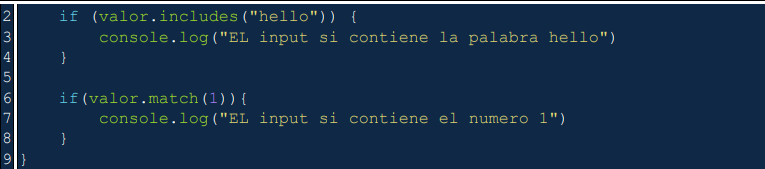 2 if (valor.includes("hello")) {
3 console.log("EL input si contiene la palabra hello")
4 }
5
6 if(valor.match(1)){
7 console.log("EL input si contiene el numero 1")
8 }
9 }